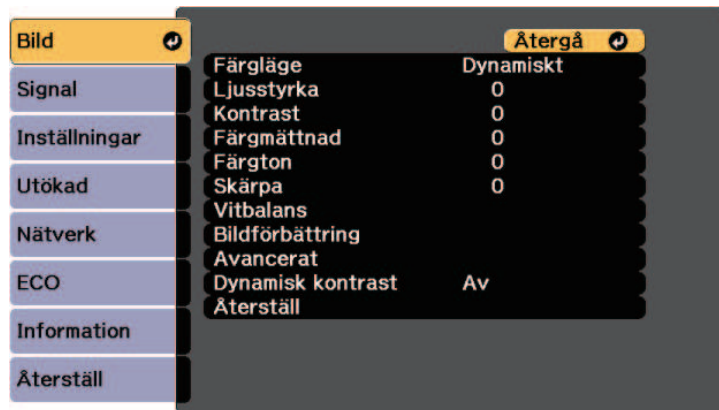 Bild
Signal
Inställningar
Utökad
Nätverk
ECO
Information
Återställ
Återgå
Färgläge Dynamiskt
Ljusstyrka 0
Kontrast 0
Färgmättnad 0
Färgton 0
Skärpa 0
Vitbalans
Bildförbättring
Avancerat
Dynamisk kontrast Av
Återställ